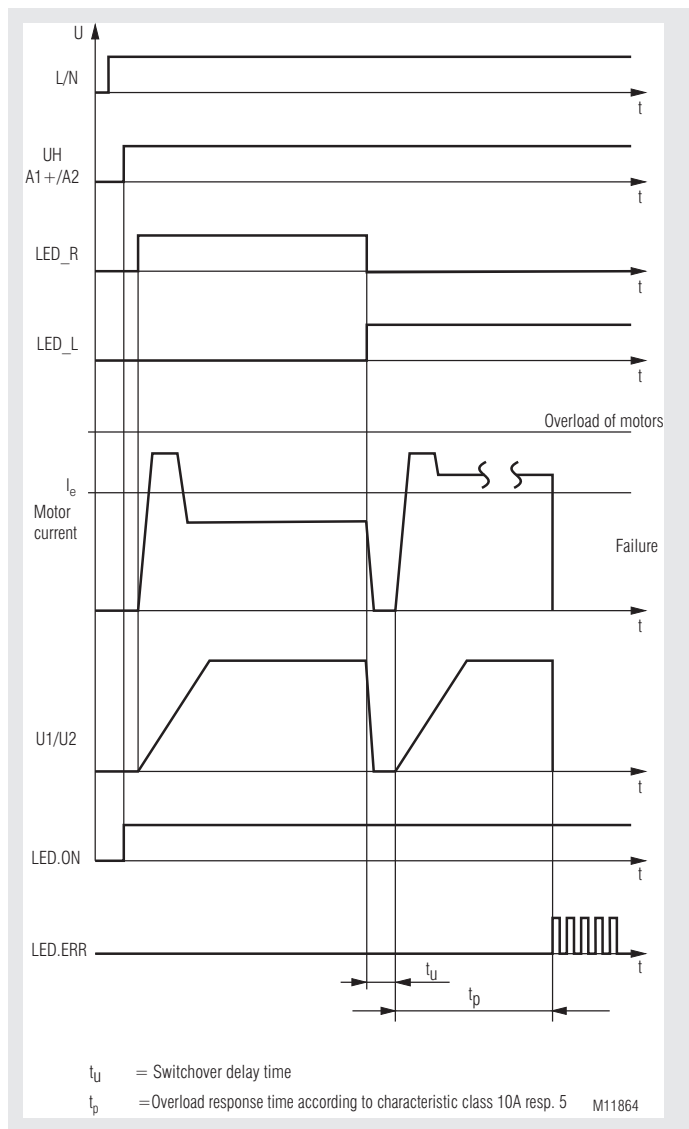 U
L/N
t
UH
A1+/A2
t
LED_R
t
LED_L
t
Overload of motors
Ie
Motor
current
Failure
t
U1/U2
t
LED.ON
t
LED.ERR
t
tu
tp
tu = Switchover delay time
tp =Overload response time according to characteristic class 10A resp. 5
M11864